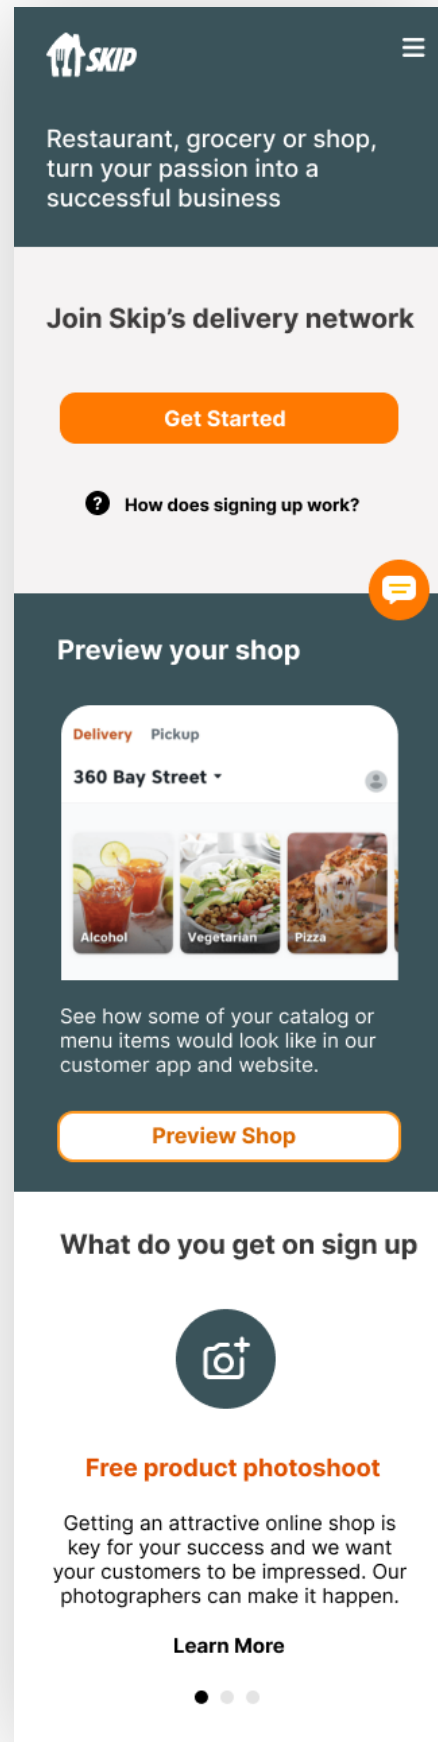 SKIP
Restaurant, grocery or shop,
turn your passion into a
successful business
Join Skip's delivery network
Get Started
? How does signing up work?
Preview your shop
Delivery Pickup
360 Bay Street
Alcohol Vegetarian Pizza
See how some of your catalog or
menu items would look like in our
customer app and website.
Preview Shop
What do you get on sign up
Free product photoshoot
Getting an attractive online shop is
key for your success and we want
your customers to be impressed. Our
photographers can make it happen.
Learn More